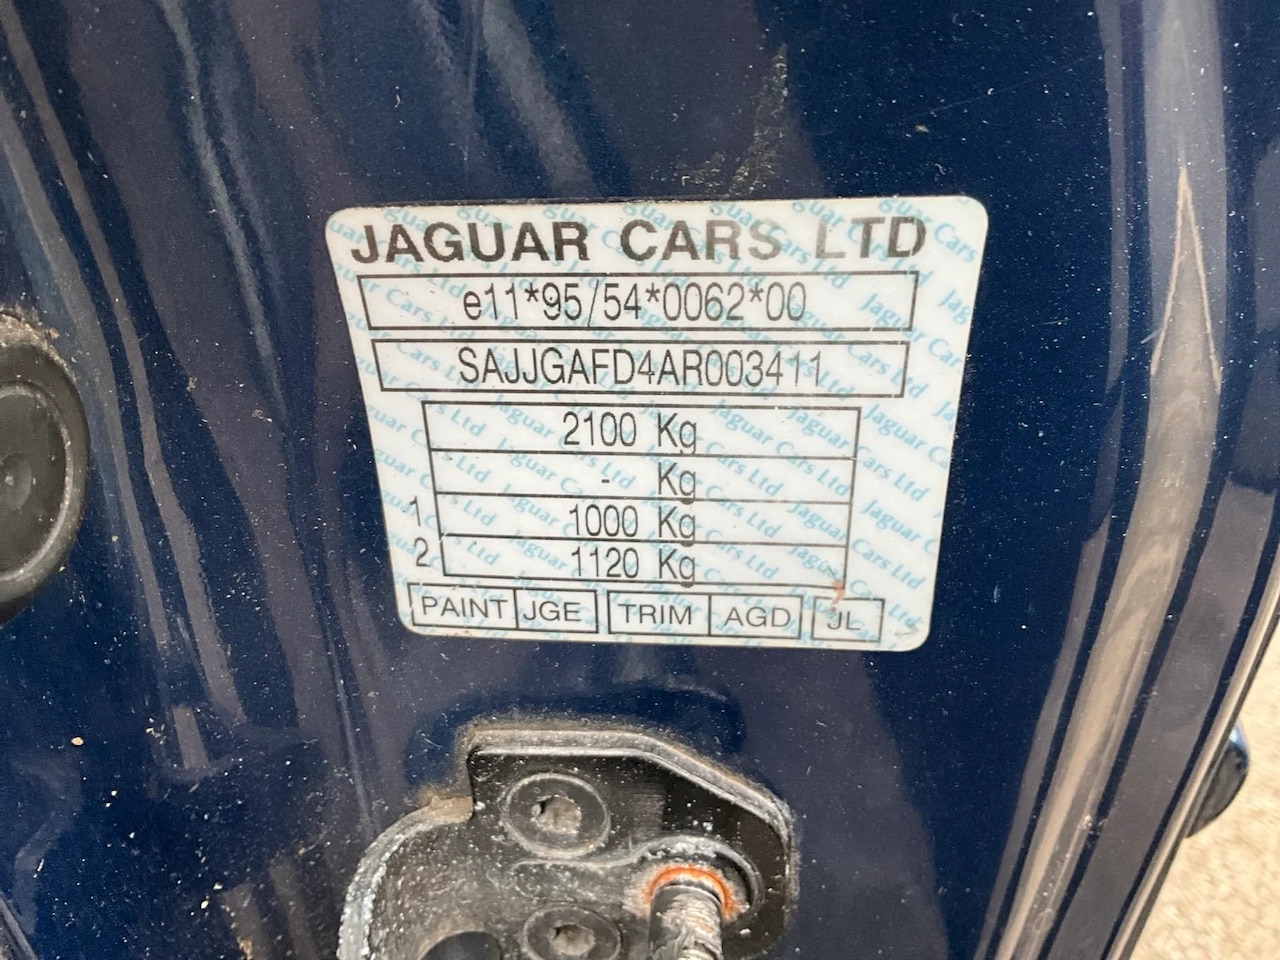 JAGUAR CARS LTD
e11*95/54*0062*00
SAJJGAFD4AR003411
2100 Kg
- Kg
1 1000 Kg
2 1120 Kg
PAINT JGE TRIM AGD JL